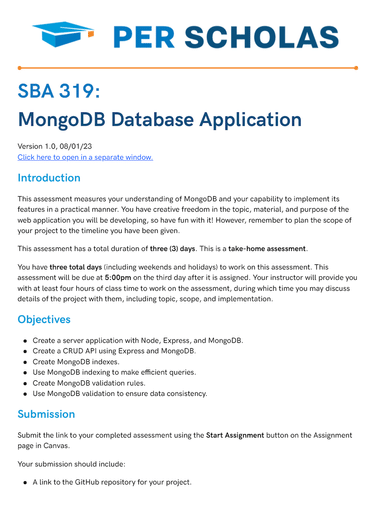 PER SCHOLAS
SBA 319:
MongoDB Database Application
Version 1.0, 08/01/23
Click here to open in a separate window.
Introduction
This assessment measures your understanding of MongoDB and your capability to implement its
features in a practical manner. You have creative freedom in the topic, material, and purpose of the
web application you will be developing, so have fun with it! However, remember to plan the scope of
your project to the timeline you have been given.
This assessment has a total duration of three (3) days. This is a take-home assessment.
You have three total days (including weekends and holidays) to work on this assessment. This
assessment will be due at 5:00pm on the third day after it is assigned. Your instructor will provide you
with at least four hours of class time to work on the assessment, during which time you may discuss
details of the project with them, including topic, scope, and implementation.
Objectives
● Create a server application with Node, Express, and MongoDB.
● Create a CRUD API using Express and MongoDB.
● Create MongoDB indexes.
● Use MongoDB indexing to make efficient queries.
● Create MongoDB validation rules.
● Use MongoDB validation to ensure data consistency.
Submission
Submit the link to your completed assessment using the Start Assignment button on the Assignment
page in Canvas.
Your submission should include:
● A link to the GitHub repository for your project.